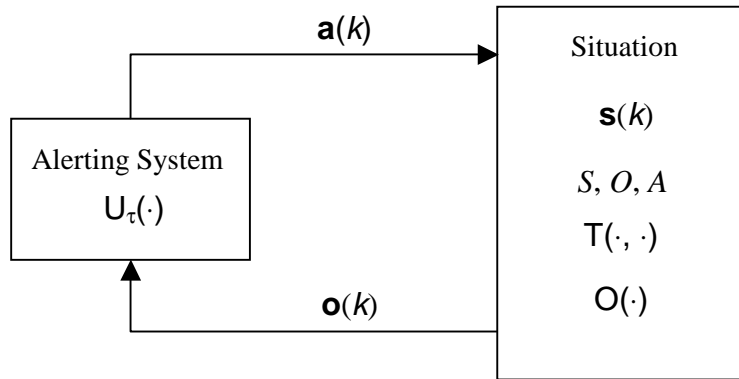 a(k)
Situation
s(k)
Alerting System
S, O, A
Uτ(·)
T(·, ·)
O(·)
o(k)